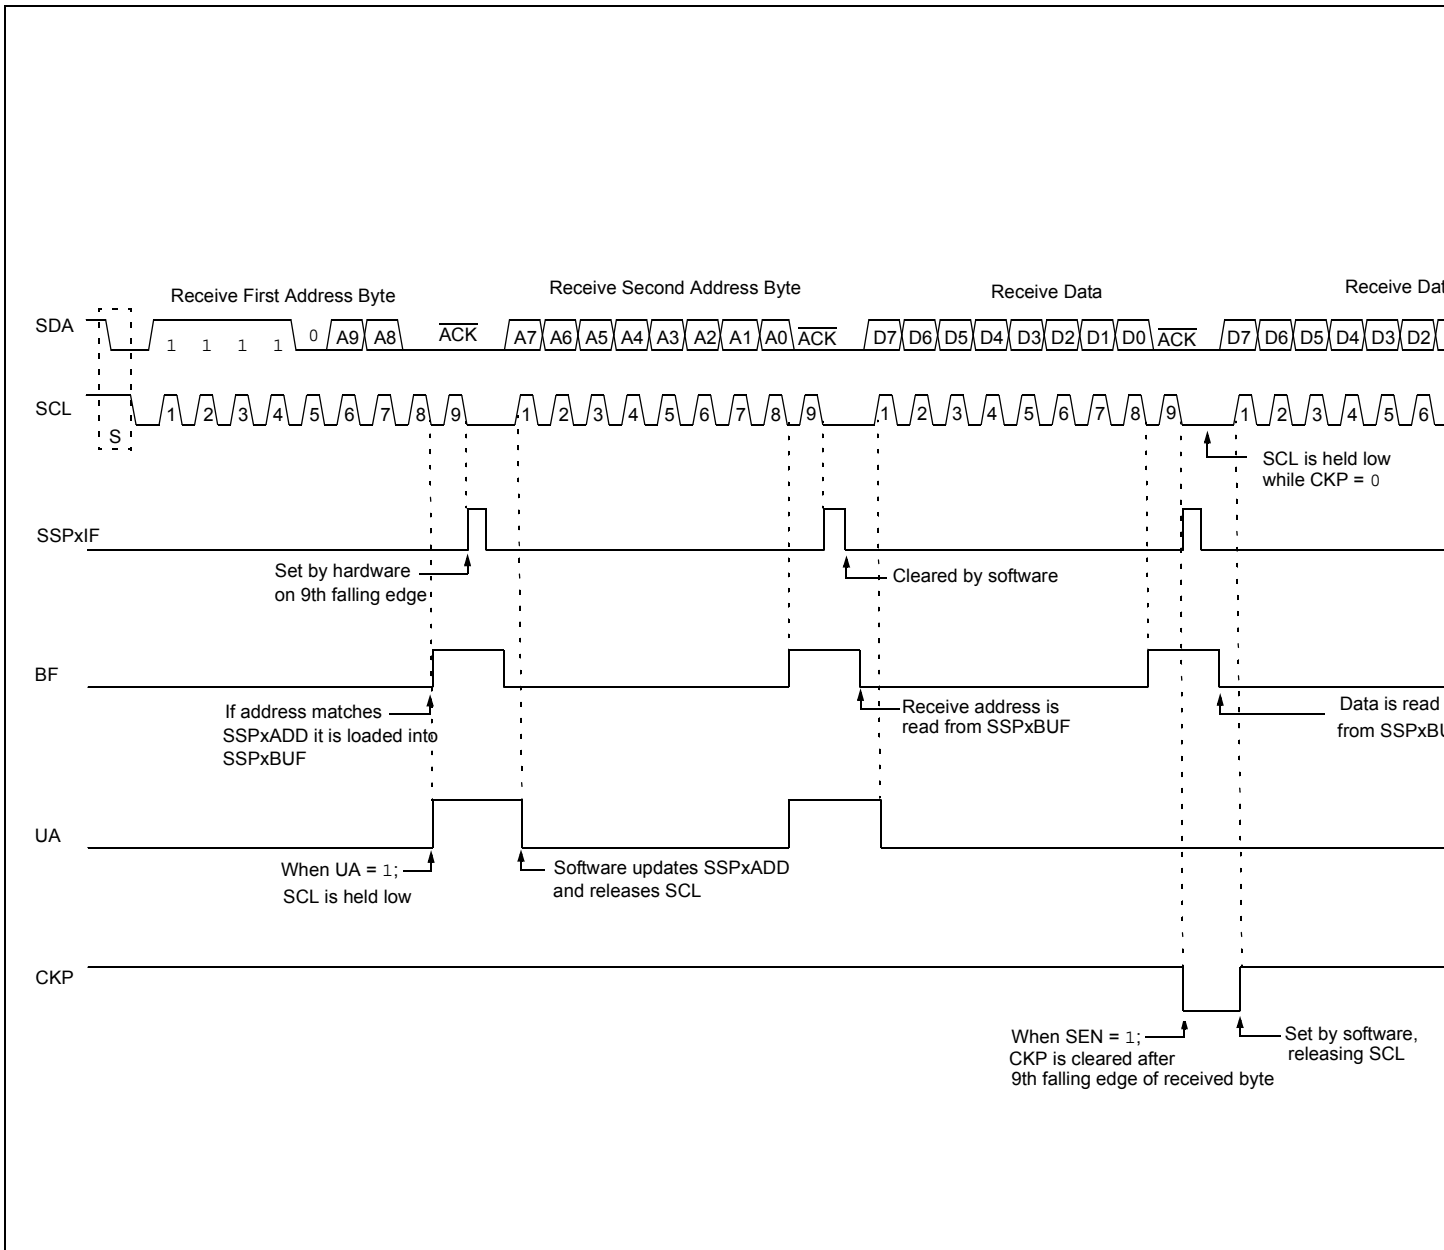 Receive First Address Byte
Receive Second Address Byte
Receive Data
Receive Dat
SDA
1 1 1 1 0 A9 A8 ACK
A7 A6 A5 A4 A3 A2 A1 A0 ACK
D7 D6 D5 D4 D3 D2 D1 D0 ACK
D7 D6 D5 D4 D3 D2
SCL
S
1 2 3 4 5 6 7 8 9
1 2 3 4 5 6 7 8 9
1 2 3 4 5 6 7 8 9
1 2 3 4 5 6
SCL is held low
while CKP = 0
SSPxIF
Set by hardware
on 9th falling edge
Cleared by software
BF
If address matches
SSPxADD it is loaded into
SSPxBUF
Receive address is
read from SSPxBUF
Data is read
from SSPxBU
UA
When UA = 1;
SCL is held low
Software updates SSPxADD
and releases SCL
CKP
When SEN = 1;
CKP is cleared after
9th falling edge of received byte
Set by software,
releasing SCL